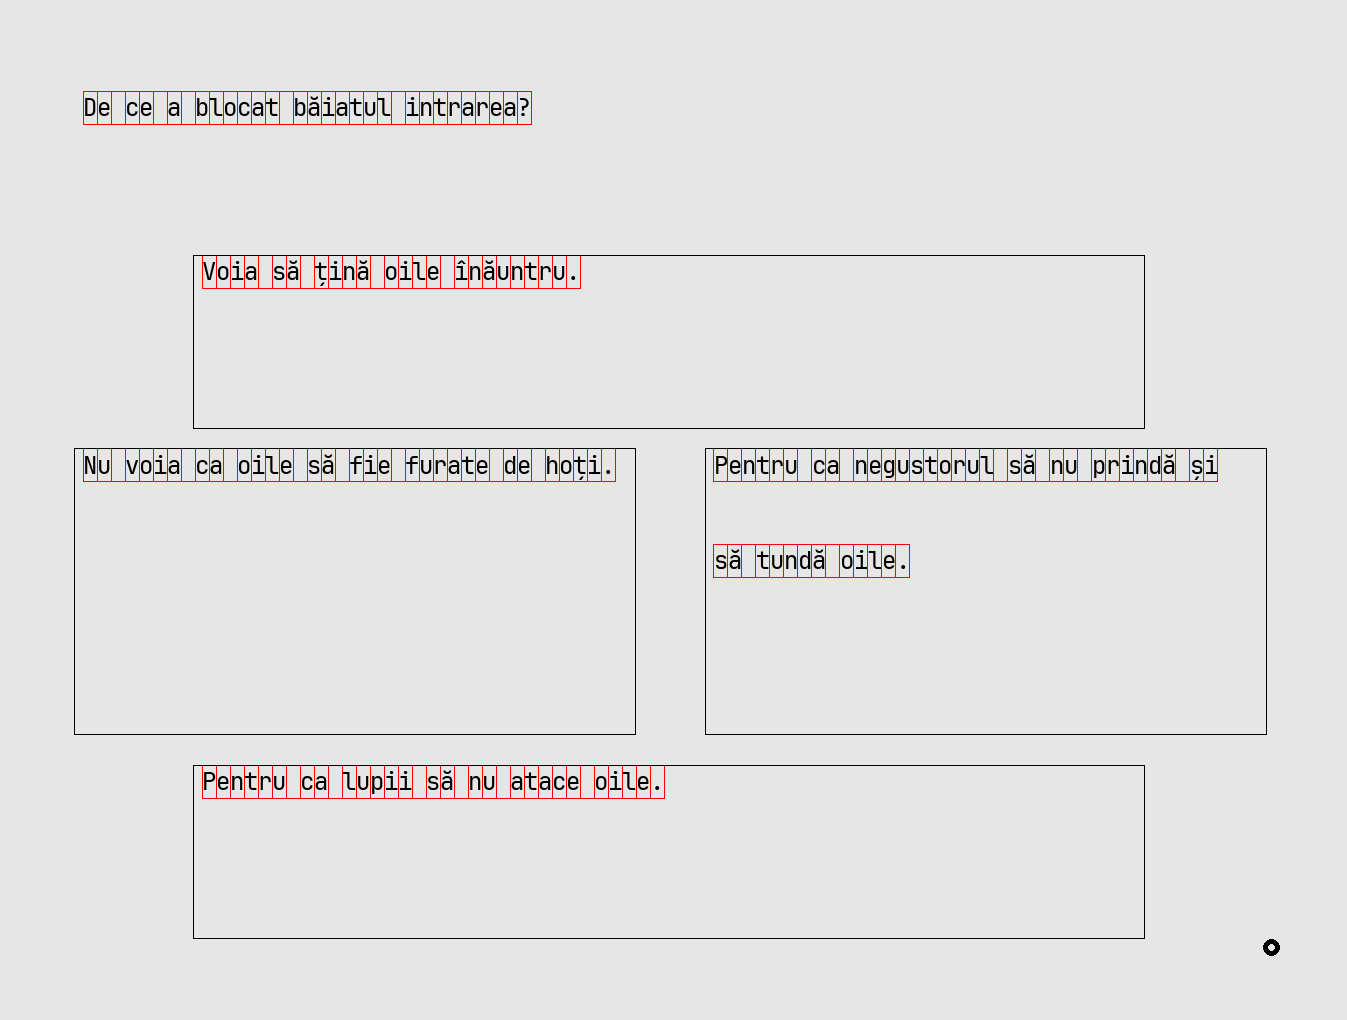 De ce a blocat băiatul intrarea?
Voia să țină oile înăuntru.
Nu voia ca oile să fie furate de hoți.
Pentru ca negustorul să nu prindă și
să tundă oile.
Pentru ca lupii să nu atace oile.